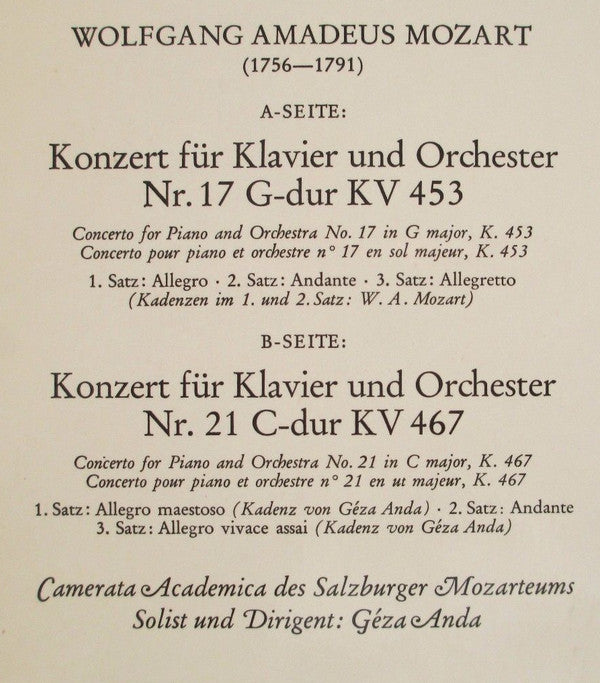 WOLFGANG AMADEUS MOZART
(1756—1791)
A-SEITE:
Konzert für Klavier und Orchester
Nr. 17 G-dur KV 453
Concerto for Piano and Orchestra No. 17 in G major, K. 453
Concerto pour piano et orchestre n° 17 en sol majeur, K. 453
1. Satz: Allegro · 2. Satz: Andante · 3. Satz: Allegretto
(Kadenzen im 1. und 2. Satz: W. A. Mozart)
B-SEITE:
Konzert für Klavier und Orchester
Nr. 21 C-dur KV 467
Concerto for Piano and Orchestra No. 21 in C major, K. 467
Concerto pour piano et orchestre n° 21 en ut majeur, K. 467
1. Satz: Allegro maestoso (Kadenz von Géza Anda) · 2. Satz: Andante
3. Satz: Allegro vivace assai (Kadenz von Géza Anda)
Camerata Academica des Salzburger Mozarteums
Solist und Dirigent: Géza Anda